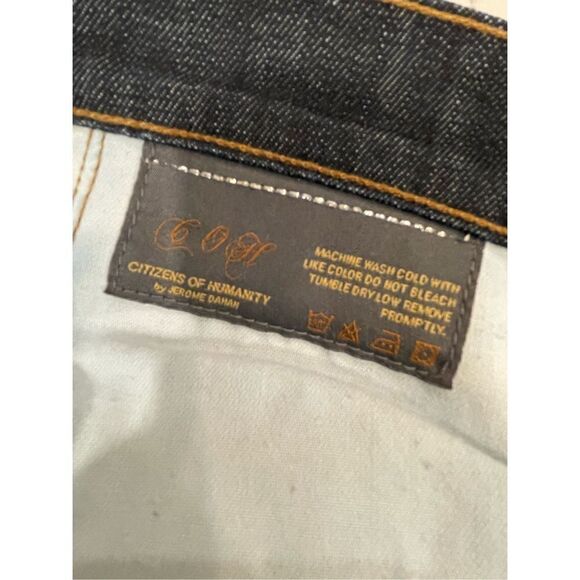 COH
CITIZENS OF HUMANITY
by JEROME DAHAN
MACHINE WASH COLD WITH
LIKE COLOR DO NOT BLEACH
TUMBLE DRY LOW REMOVE
PROMPTLY.